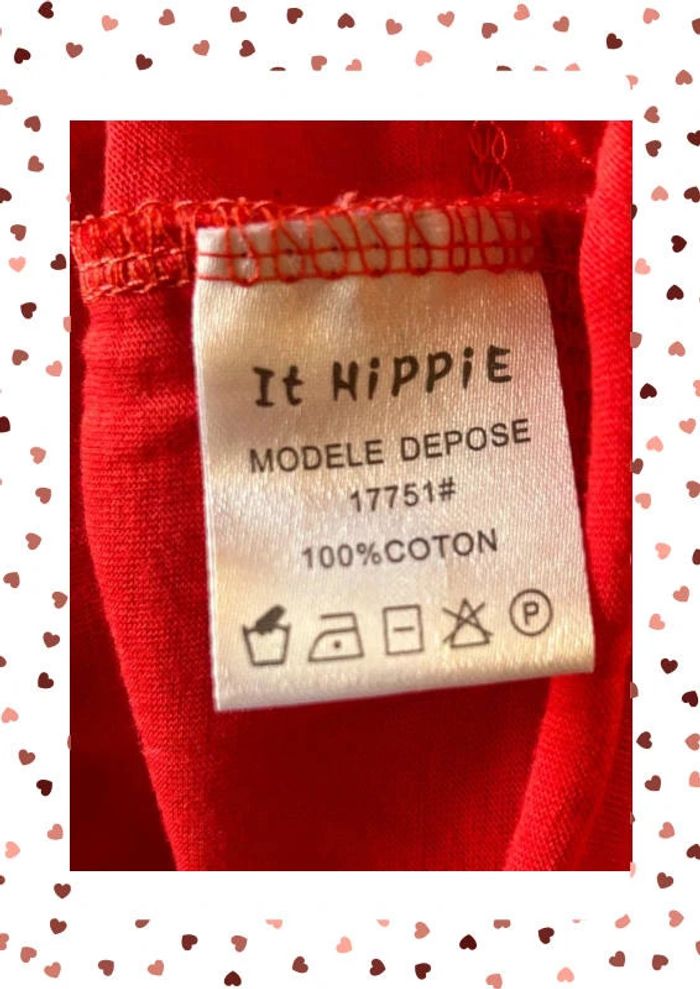 It HiPPiE
MODELE DEPOSE
17751#
100%COTON
P